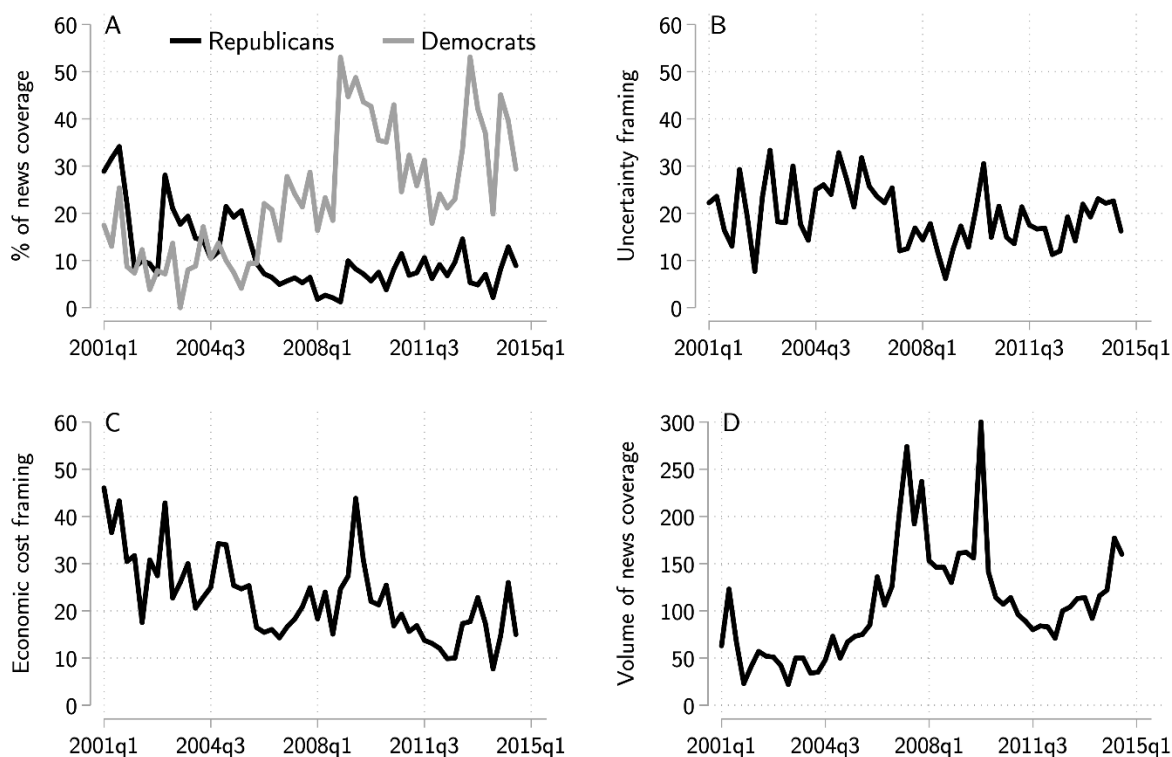 A
Republicans
Democrats
% of news coverage
60
50
40
30
20
10
0
2001q1 2004q3 2008q1 2011q3 2015q1
B
Uncertainty framing
60
50
40
30
20
10
0
2001q1 2004q3 2008q1 2011q3 2015q1
C
Economic cost framing
60
50
40
30
20
10
0
2001q1 2004q3 2008q1 2011q3 2015q1
D
Volume of news coverage
300
250
200
150
100
50
0
2001q1 2004q3 2008q1 2011q3 2015q1